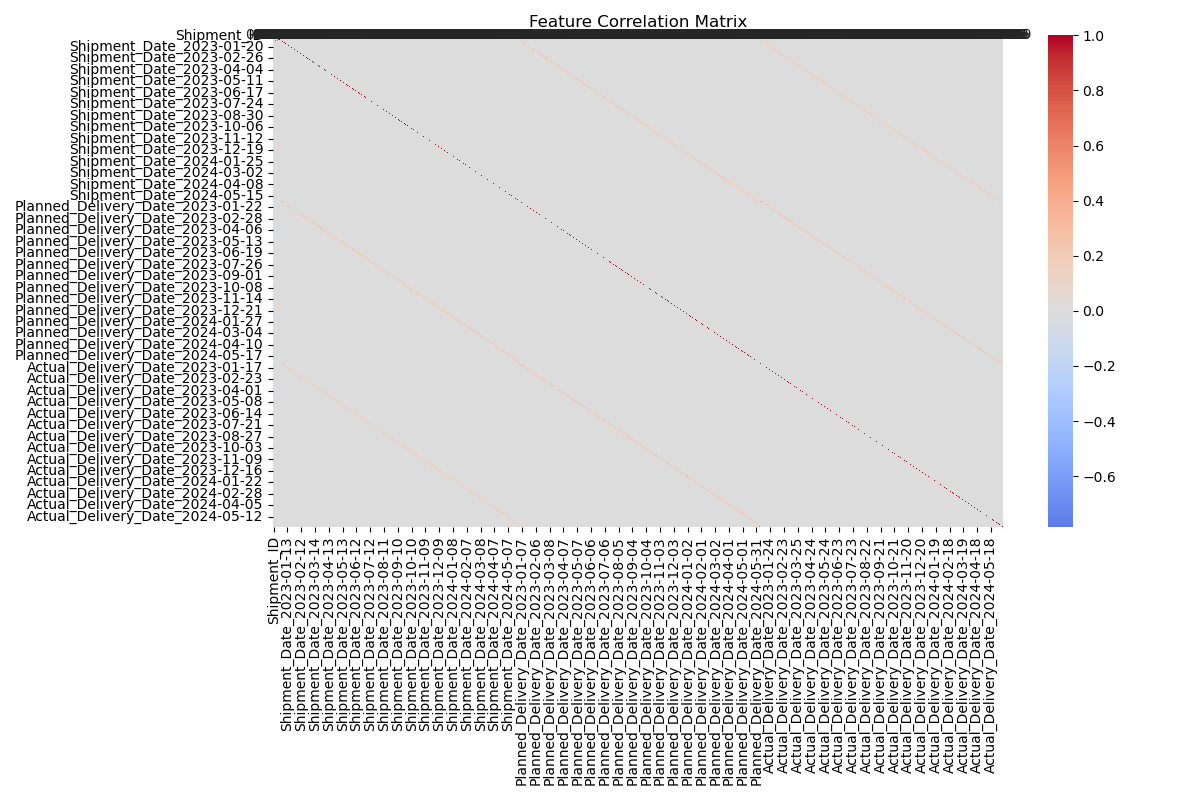 Feature Correlation Matrix
Shipment_
Shipment_Date_2023-01-20
Shipment_Date_2023-02-26
Shipment_Date_2023-04-04
Shipment_Date_2023-05-11
Shipment_Date_2023-06-17
Shipment_Date_2023-07-24
Shipment_Date_2023-08-30
Shipment_Date_2023-10-06
Shipment_Date_2023-11-12
Shipment_Date_2023-12-19
Shipment_Date_2024-01-25
Shipment_Date_2024-03-02
Shipment_Date_2024-04-08
Shipment_Date_2024-05-15
Planned_Delivery_Date_2023-01-22
Planned_Delivery_Date_2023-02-28
Planned_Delivery_Date_2023-04-06
Planned_Delivery_Date_2023-05-13
Planned_Delivery_Date_2023-06-19
Planned_Delivery_Date_2023-07-26
Planned_Delivery_Date_2023-09-01
Planned_Delivery_Date_2023-10-08
Planned_Delivery_Date_2023-11-14
Planned_Delivery_Date_2023-12-21
Planned_Delivery_Date_2024-01-27
Planned_Delivery_Date_2024-03-04
Planned_Delivery_Date_2024-04-10
Planned_Delivery_Date_2024-05-17
Actual_Delivery_Date_2023-01-17
Actual_Delivery_Date_2023-02-23
Actual_Delivery_Date_2023-04-01
Actual_Delivery_Date_2023-05-08
Actual_Delivery_Date_2023-06-14
Actual_Delivery_Date_2023-07-21
Actual_Delivery_Date_2023-08-27
Actual_Delivery_Date_2023-10-03
Actual_Delivery_Date_2023-11-09
Actual_Delivery_Date_2023-12-16
Actual_Delivery_Date_2024-01-22
Actual_Delivery_Date_2024-02-28
Actual_Delivery_Date_2024-04-05
Actual_Delivery_Date_2024-05-12
Shipment_ID
Shipment_Date_2023-01-13
Shipment_Date_2023-02-12
Shipment_Date_2023-03-14
Shipment_Date_2023-04-13
Shipment_Date_2023-05-13
Shipment_Date_2023-06-12
Shipment_Date_2023-07-12
Shipment_Date_2023-08-11
Shipment_Date_2023-09-10
Shipment_Date_2023-10-10
Shipment_Date_2023-11-09
Shipment_Date_2023-12-09
Shipment_Date_2024-01-08
Shipment_Date_2024-02-07
Shipment_Date_2024-03-08
Shipment_Date_2024-04-07
Shipment_Date_2024-05-07
Planned_Delivery_Date_2023-01-07
Planned_Delivery_Date_2023-02-06
Planned_Delivery_Date_2023-03-08
Planned_Delivery_Date_2023-04-07
Planned_Delivery_Date_2023-05-07
Planned_Delivery_Date_2023-06-06
Planned_Delivery_Date_2023-07-06
Planned_Delivery_Date_2023-08-05
Planned_Delivery_Date_2023-09-04
Planned_Delivery_Date_2023-10-04
Planned_Delivery_Date_2023-11-03
Planned_Delivery_Date_2023-12-03
Planned_Delivery_Date_2024-01-02
Planned_Delivery_Date_2024-02-01
Planned_Delivery_Date_2024-03-02
Planned_Delivery_Date_2024-04-01
Planned_Delivery_Date_2024-05-01
Planned_Delivery_Date_2024-05-31
Actual_Delivery_Date_2023-01-24
Actual_Delivery_Date_2023-02-23
Actual_Delivery_Date_2023-03-25
Actual_Delivery_Date_2023-04-24
Actual_Delivery_Date_2023-05-24
Actual_Delivery_Date_2023-06-23
Actual_Delivery_Date_2023-07-23
Actual_Delivery_Date_2023-08-22
Actual_Delivery_Date_2023-09-21
Actual_Delivery_Date_2023-10-21
Actual_Delivery_Date_2023-11-20
Actual_Delivery_Date_2023-12-20
Actual_Delivery_Date_2024-01-19
Actual_Delivery_Date_2024-02-18
Actual_Delivery_Date_2024-03-19
Actual_Delivery_Date_2024-04-18
Actual_Delivery_Date_2024-05-18
1.0
0.8
0.6
0.4
0.2
0.0
−0.2
−0.4
−0.6